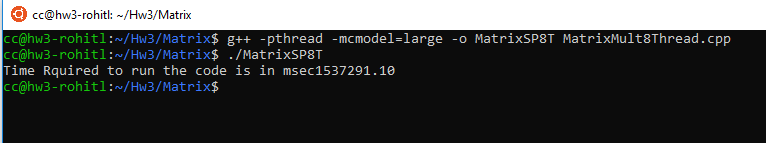 cc@hw3-rohitl: ~/Hw3/Matrix
cc@hw3-rohitl:~/Hw3/Matrix$ g++ -pthread -mcmodel=large -o MatrixSP8T MatrixMult8Thread.cpp
cc@hw3-rohitl:~/Hw3/Matrix$ ./MatrixSP8T
Time Rquired to run the code is in msec1537291.10
cc@hw3-rohitl:~/Hw3/Matrix$